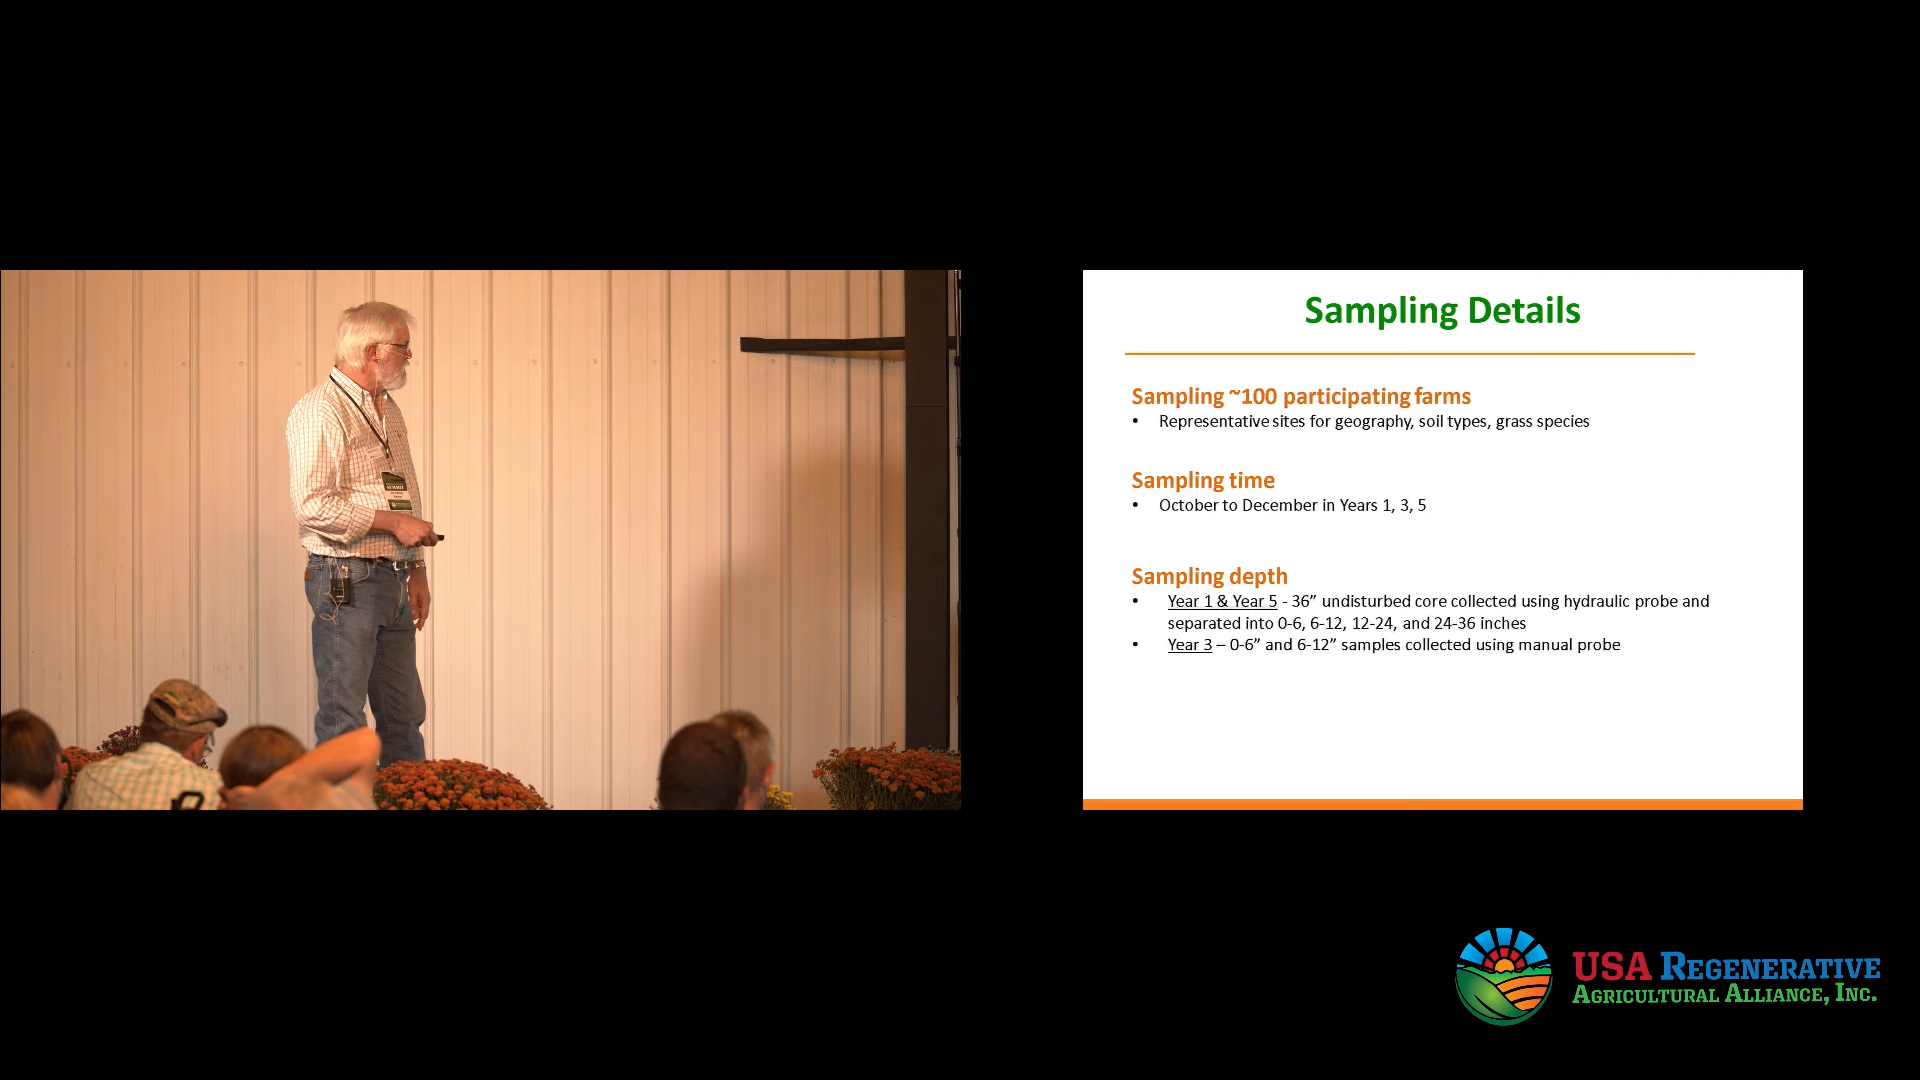 Sampling Details
Sampling ~100 participating farms
• Representative sites for geography, soil types, grass species
Sampling time
• October to December in Years 1, 3, 5
Sampling depth
• Year 1 & Year 5 - 36” undisturbed core collected using hydraulic probe and
separated into 0-6, 6-12, 12-24, and 24-36 inches
• Year 3 – 0-6” and 6-12” samples collected using manual probe
SUMMIT
USA REGENERATIVE
AGRICULTURAL ALLIANCE, INC.